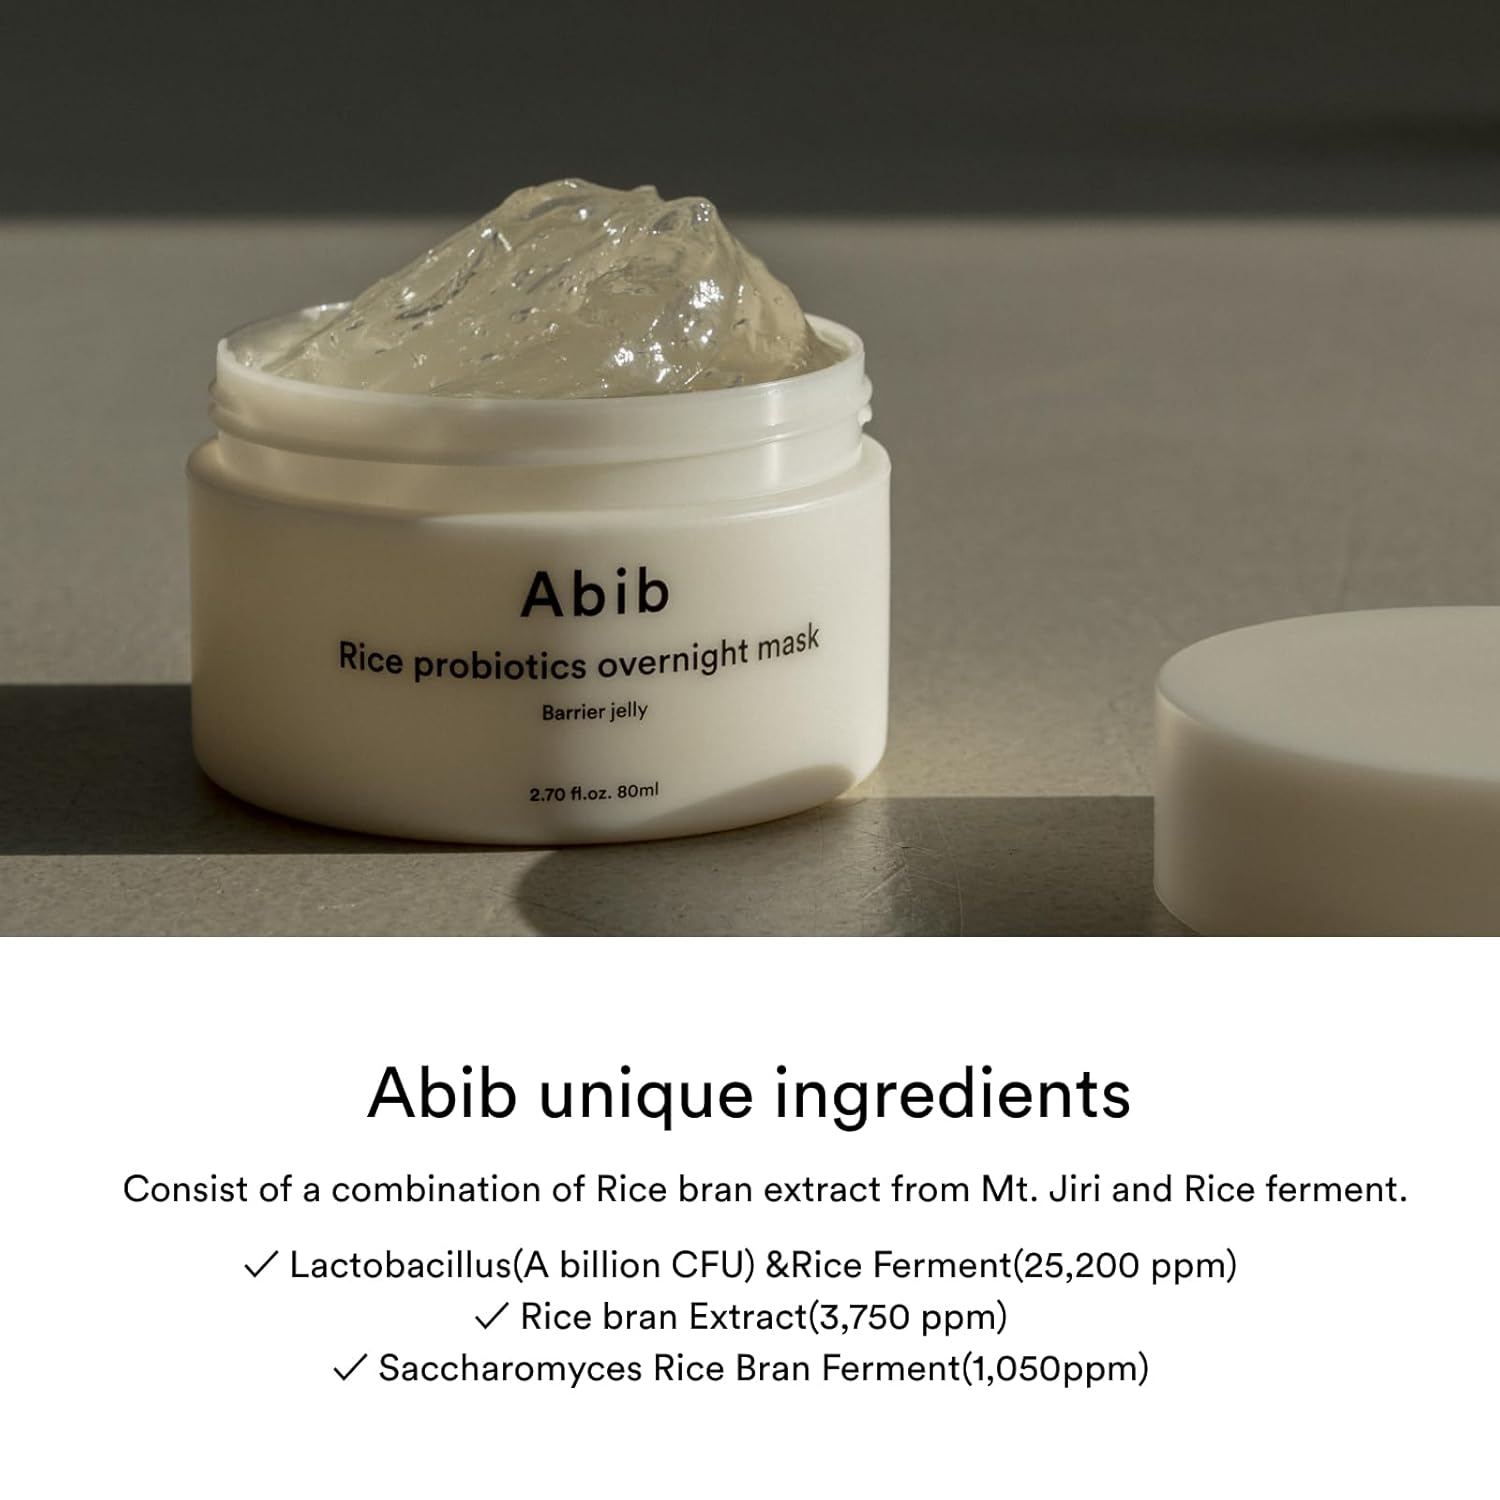 Abib
Rice probiotics overnight mask
Barrier jelly
2.70 fl.oz. 80ml
Abib unique ingredients
Consist of a combination of Rice bran extract from Mt. Jiri and Rice ferment.
✓ Lactobacillus(A billion CFU) &Rice Ferment(25,200 ppm)
✓ Rice bran Extract(3,750 ppm)
✓ Saccharomyces Rice Bran Ferment(1,050ppm)